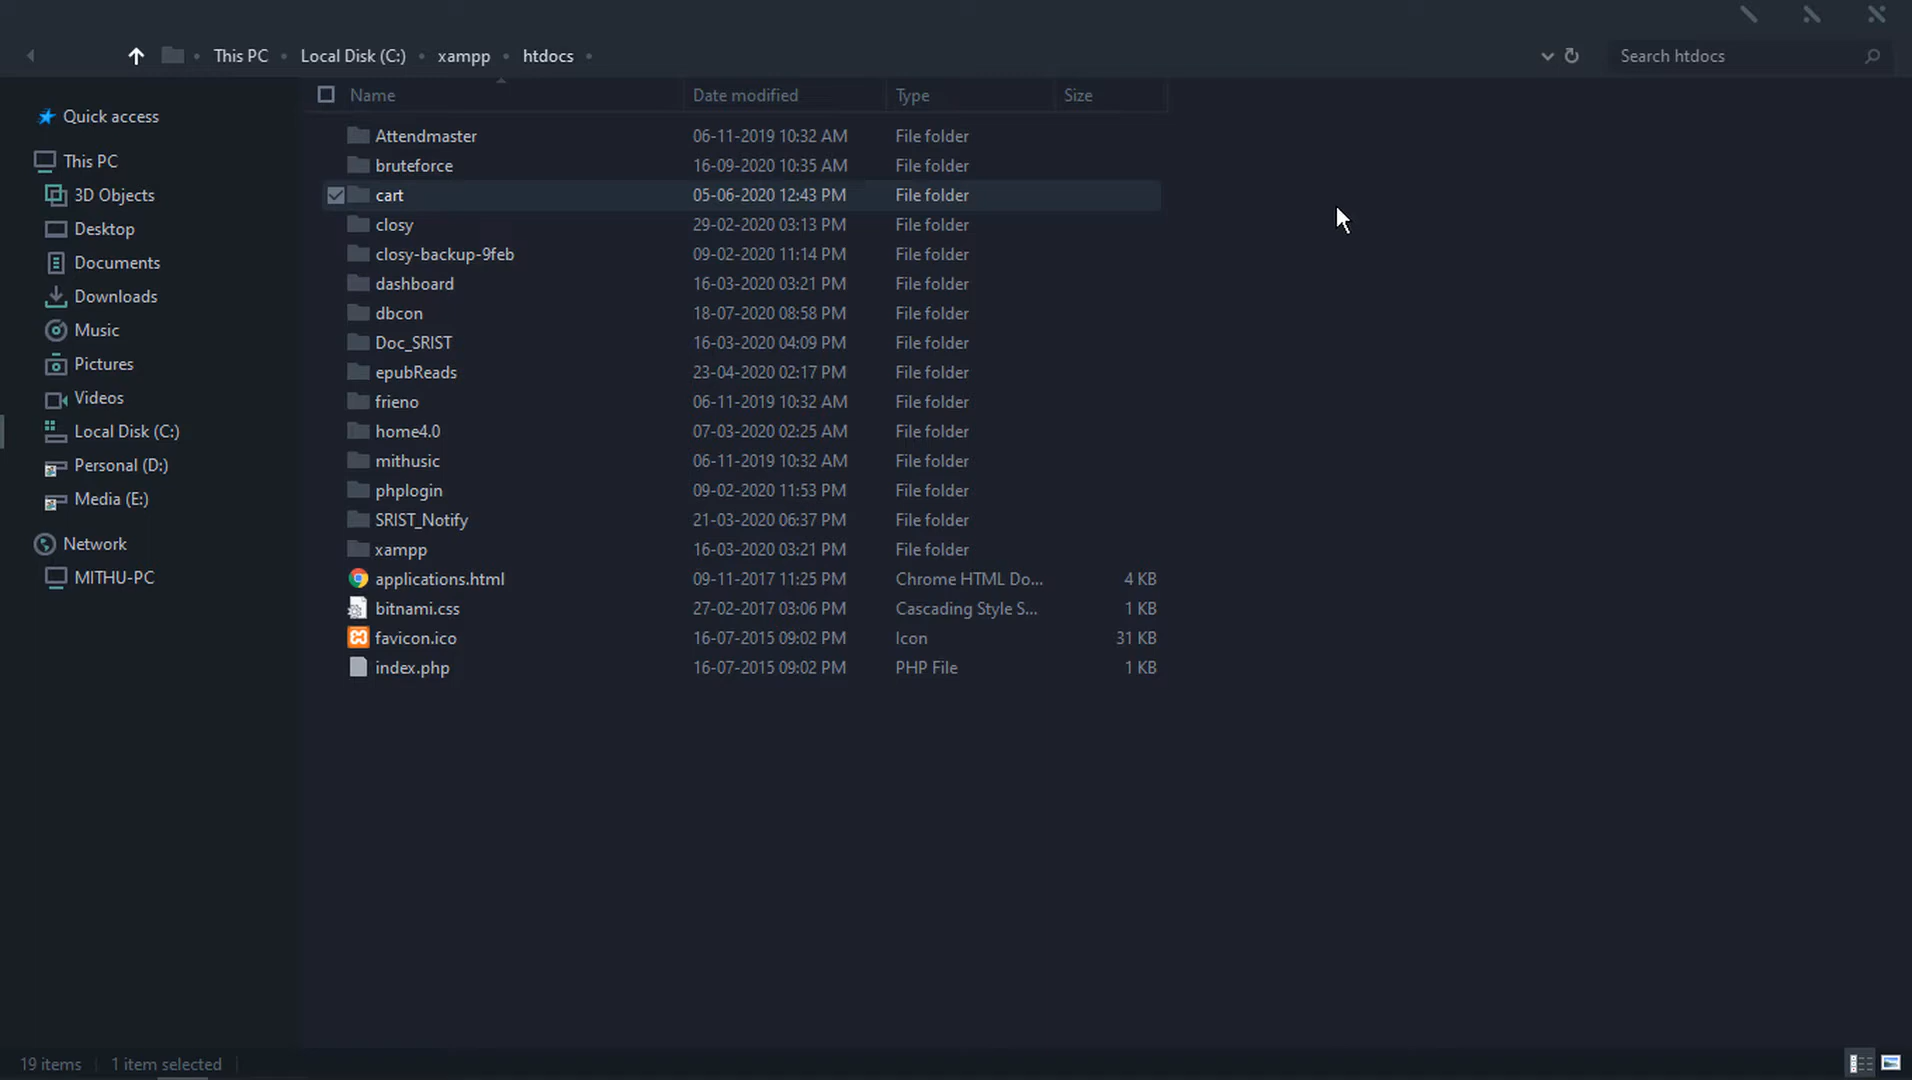 This PC Local Disk (C:) xampp htdocs
Search htdocs
Name Date modified Type Size
Quick access
This PC
3D Objects
Desktop
Documents
Downloads
Music
Pictures
Videos
Local Disk (C:)
Personal (D:)
Media (E:)
Network
MITHU-PC
Attendmaster 06-11-2019 10:32 AM File folder
bruteforce 16-09-2020 10:35 AM File folder
cart 05-06-2020 12:43 PM File folder
closy 29-02-2020 03:13 PM File folder
closy-backup-9feb 09-02-2020 11:14 PM File folder
dashboard 16-03-2020 03:21 PM File folder
dbcon 18-07-2020 08:58 PM File folder
Doc_SRIST 16-03-2020 04:09 PM File folder
epubReads 23-04-2020 02:17 PM File folder
frieno 06-11-2019 10:32 AM File folder
home4.0 07-03-2020 02:25 AM File folder
mithusic 06-11-2019 10:32 AM File folder
phplogin 09-02-2020 11:53 PM File folder
SRIST_Notify 21-03-2020 06:37 PM File folder
xampp 16-03-2020 03:21 PM File folder
applications.html 09-11-2017 11:25 PM Chrome HTML Do... 4 KB
bitnami.css 27-02-2017 03:06 PM Cascading Style S... 1 KB
favicon.ico 16-07-2015 09:02 PM Icon 31 KB
index.php 16-07-2015 09:02 PM PHP File 1 KB
19 items 1 item selected